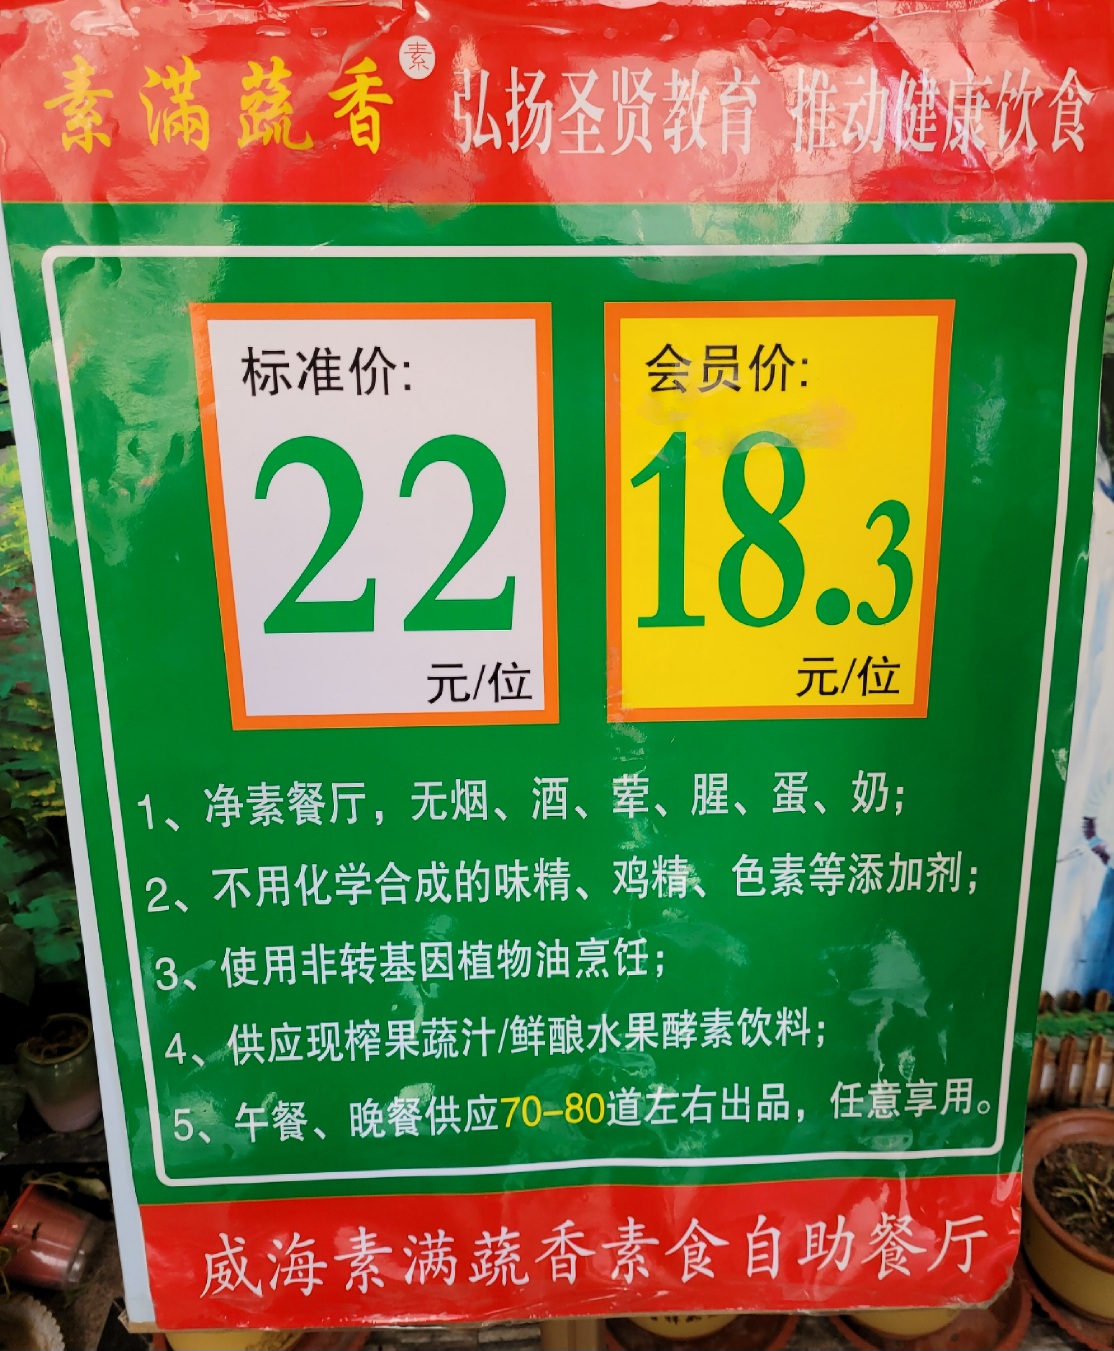 素满蔬香 素 弘扬圣贤教育 推动健康饮食
标准价:
22
元/位
会员价:
18.3
元/位
1、净素餐厅，无烟、酒、荤、腥、蛋、奶;
2、不用化学合成的味精、鸡精、色素等添加剂;
3、使用非转基因植物油烹饪;
4、供应现榨果蔬汁/鲜酿水果酵素饮料;
5、午餐、晚餐供应70-80道左右出品，任意享用。
威海素满蔬香素食自助餐厅